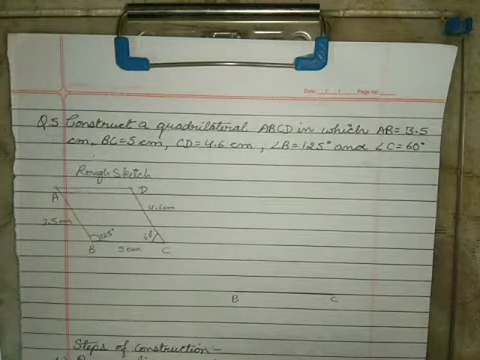 Date: / / Page no:
Q5 Construct a quadrilateral ABCD in which AB = 3.5
cm, BC = 5 cm, CD = 4.6 cm, ∠B = 125° and ∠C = 60°
Rough Sketch
A D
4.6cm
3.5cm
125° 60
B 5cm C
B C
Steps of construction -